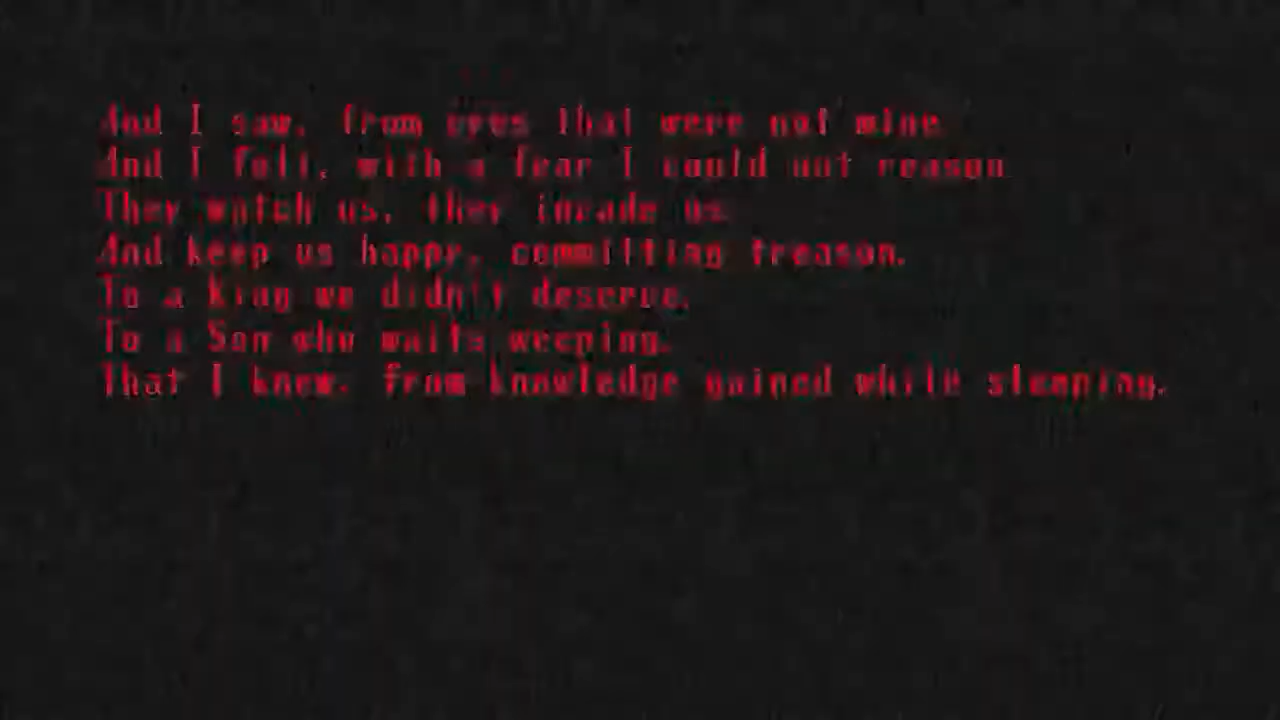 And I saw, from eyes that were not mine
And I felt, with a fear I could not reason
They watch us, they invade us
And keep us happy, committing treason.
To a King we didn't deserve,
To a Son who waits weeping.
That I knew, from knowledge gained while sleeping.